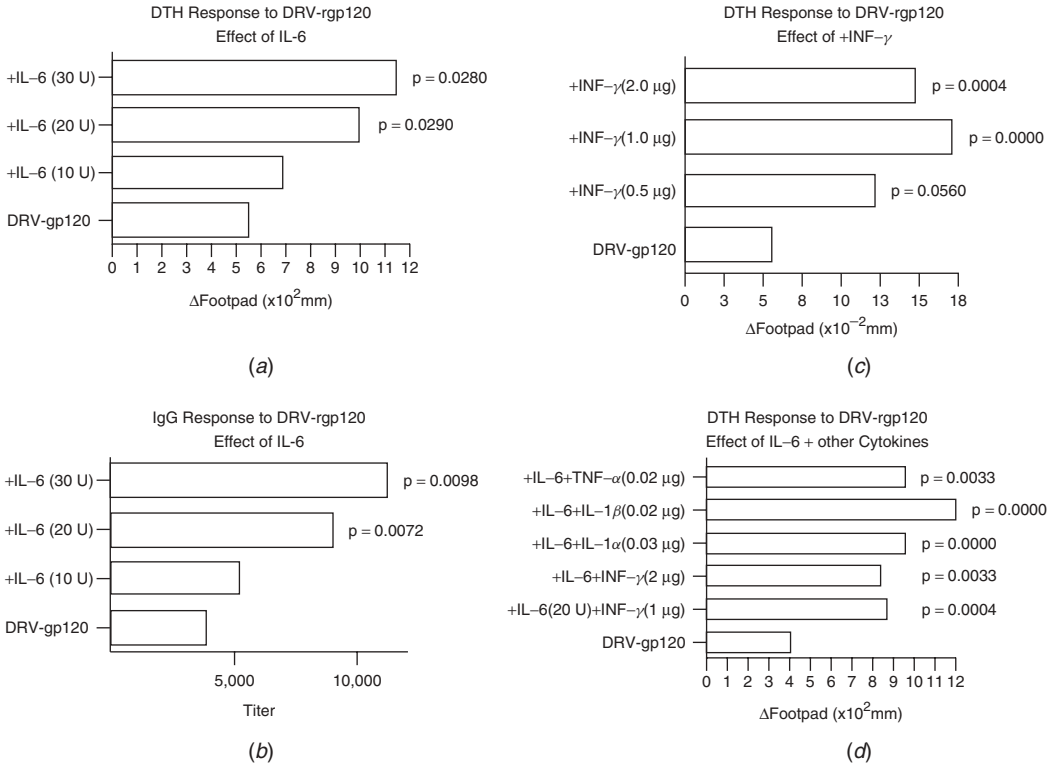 DTH Response to DRV-rgp120
Effect of IL-6
+IL–6 (30 U)
p = 0.0280
+IL–6 (20 U)
p = 0.0290
+IL–6 (10 U)
DRV-gp120
0 1 2 3 4 5 6 7 8 9 10 11 12
ΔFootpad (x10²mm)
(a)
DTH Response to DRV-rgp120
Effect of +INF–γ
+INF–γ(2.0 μg)
p = 0.0004
+INF–γ(1.0 μg)
p = 0.0000
+INF–γ(0.5 μg)
p = 0.0560
DRV-gp120
0 3 5 8 10 13 15 18
ΔFootpad (x10⁻²mm)
(c)
IgG Response to DRV-rgp120
Effect of IL-6
+IL–6 (30 U)
p = 0.0098
+IL–6 (20 U)
p = 0.0072
+IL–6 (10 U)
DRV-gp120
5,000 10,000
Titer
(b)
DTH Response to DRV-rgp120
Effect of IL–6 + other Cytokines
+IL–6+TNF–α(0.02 μg)
p = 0.0033
+IL–6+IL–1β(0.02 μg)
p = 0.0000
+IL–6+IL–1α(0.03 μg)
p = 0.0000
+IL–6+INF–γ(2 μg)
p = 0.0033
+IL–6(20 U)+INF–γ(1 μg)
p = 0.0004
DRV-gp120
0 1 2 3 4 5 6 7 8 9 10 11 12
ΔFootpad (x10²mm)
(d)